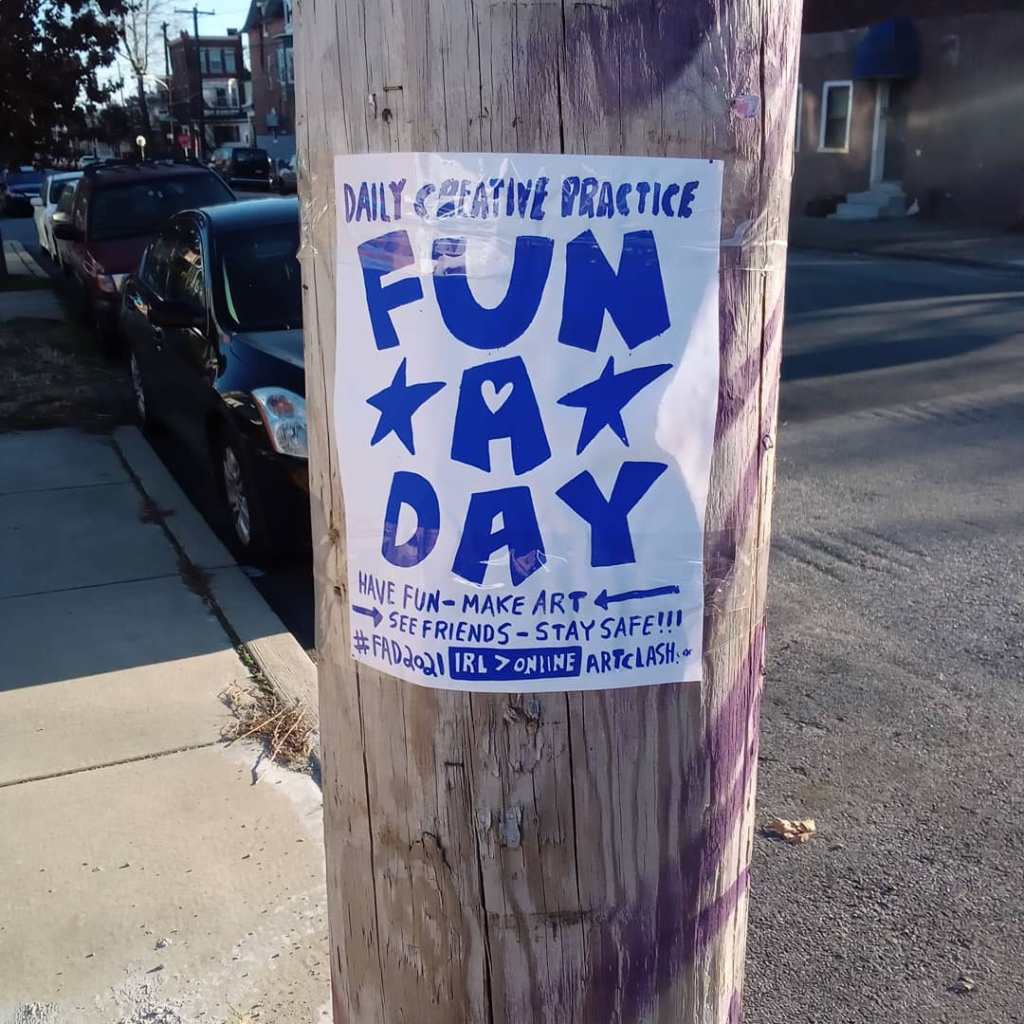 DAILY CREATIVE PRACTICE
FUN
A
DAY
HAVE FUN - MAKE ART
SEE FRIENDS - STAY SAFE!!!
#FAD2021 IRL > ONLINE ARTCLASH